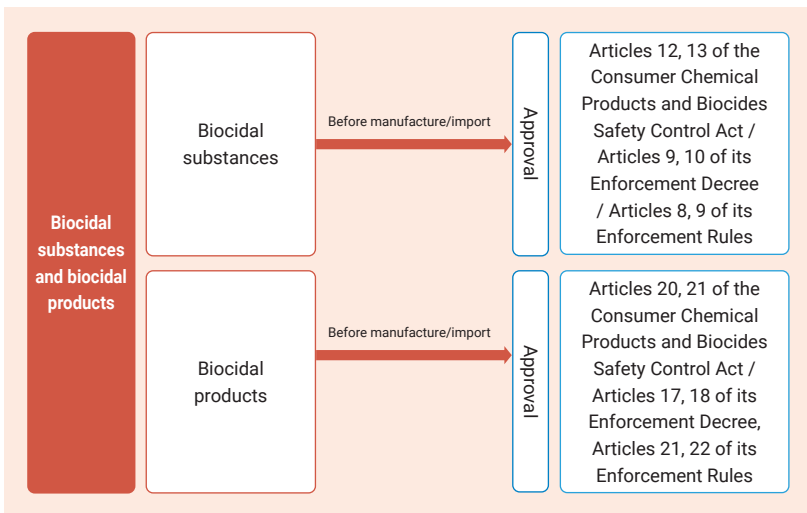 Biocidal
substances
and biocidal
products
Biocidal
substances
Before manufacture/import
Approval
Articles 12, 13 of the
Consumer Chemical
Products and Biocides
Safety Control Act /
Articles 9, 10 of its
Enforcement Decree
/ Articles 8, 9 of its
Enforcement Rules
Biocidal
products
Before manufacture/import
Approval
Articles 20, 21 of the
Consumer Chemical
Products and Biocides
Safety Control Act /
Articles 17, 18 of its
Enforcement Decree,
Articles 21, 22 of its
Enforcement Rules